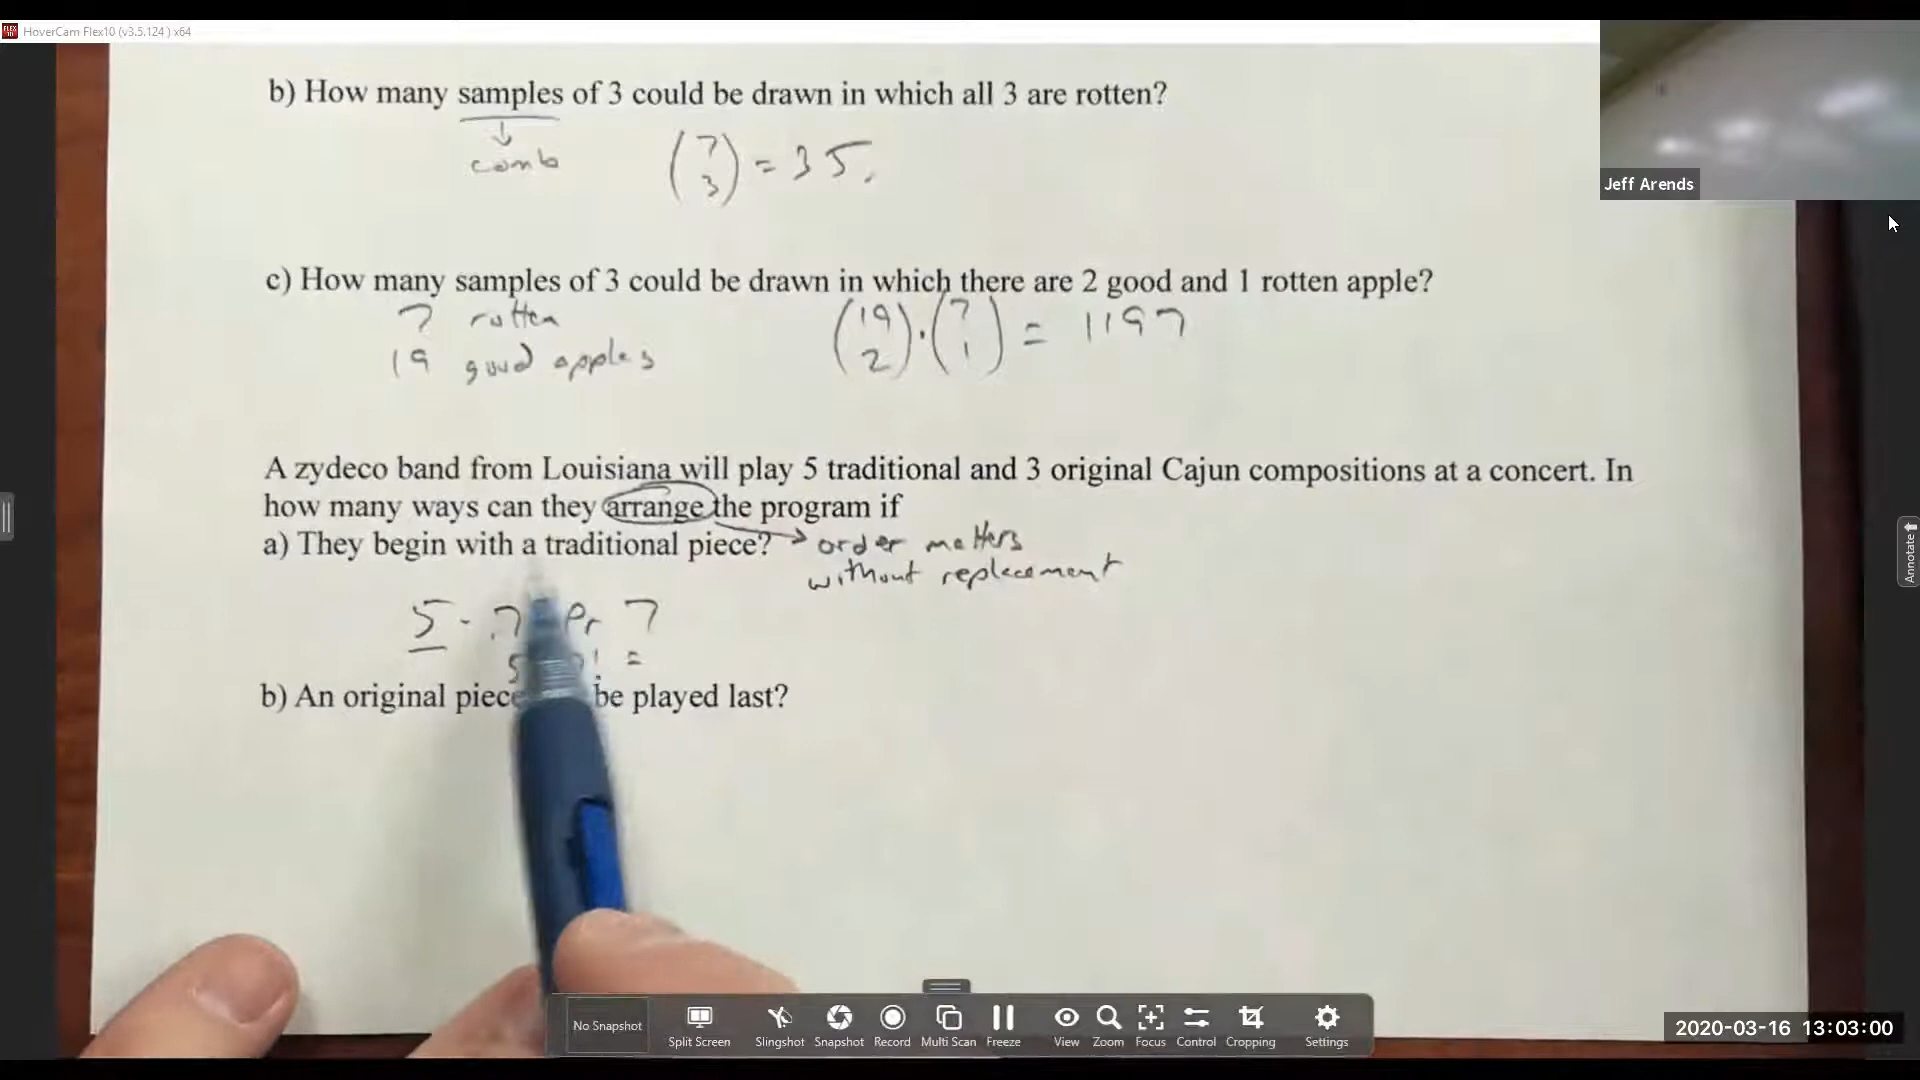 HoverCam Flex10 (v3.5.124 ) x64
b) How many samples of 3 could be drawn in which all 3 are rotten?
comb
(7 3) = 35.
Jeff Arends
c) How many samples of 3 could be drawn in which there are 2 good and 1 rotten apple?
7 rotten
19 good apples
(19 2) · (7 1) = 1197
A zydeco band from Louisiana will play 5 traditional and 3 original Cajun compositions at a concert. In
how many ways can they arrange the program if
a) They begin with a traditional piece? → order matters
without replacement
5 · 7 Pr 7
5 ! =
b) An original piece be played last?
Annotate
No Snapshot
Split Screen
Slingshot
Snapshot
Record
Multi Scan
Freeze
View
Zoom
Focus
Control
Cropping
Settings
2020-03-16 13:03:00